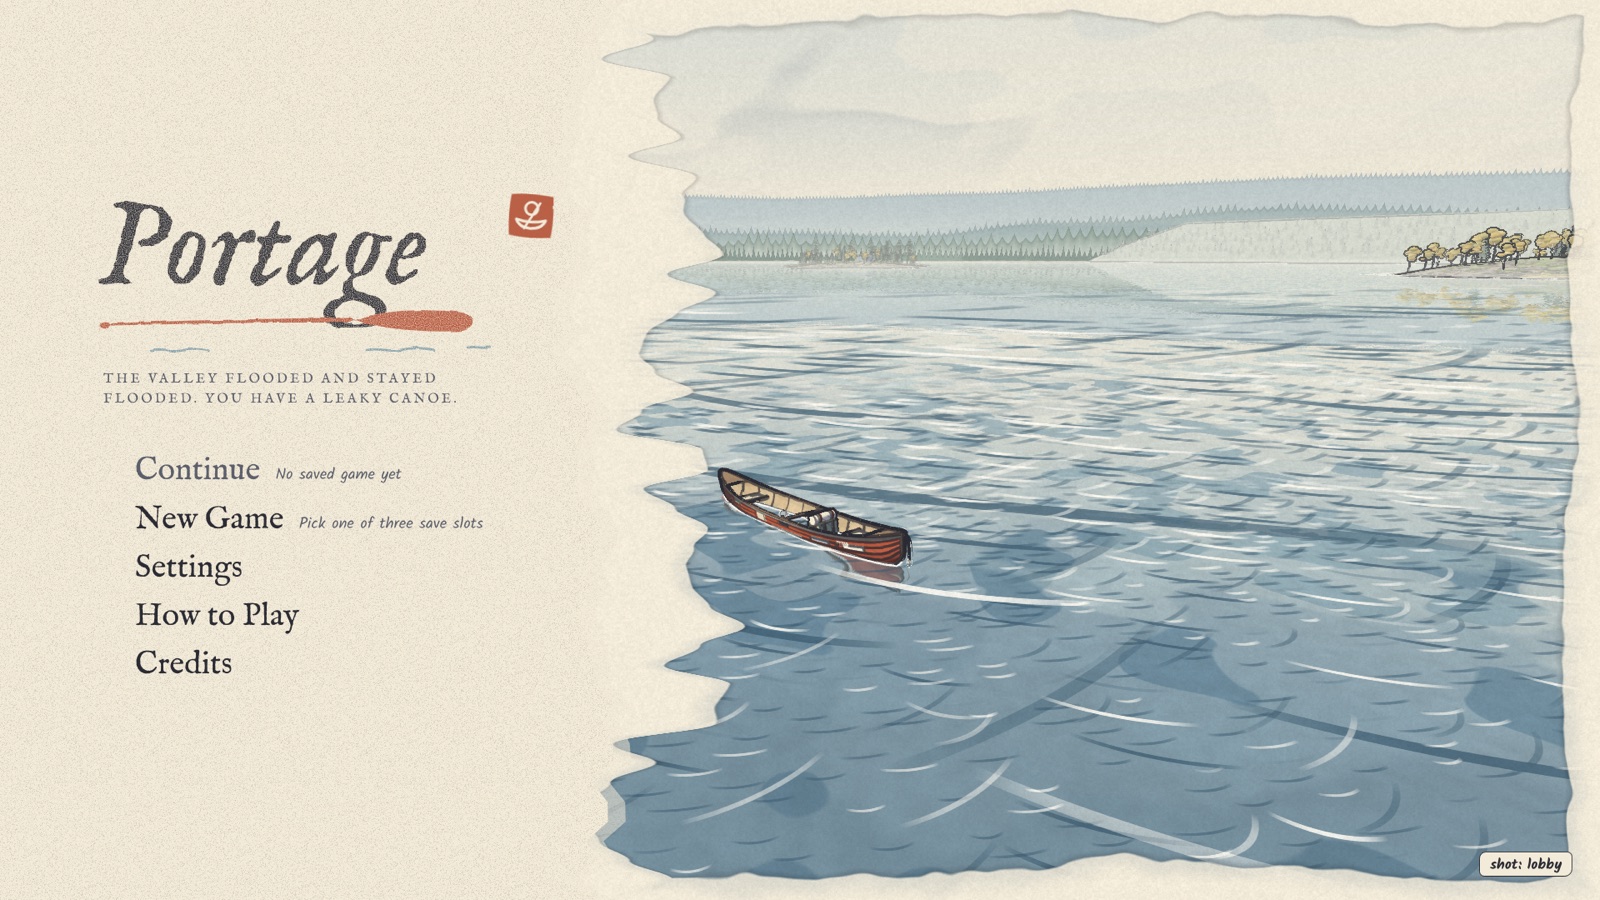 Portage
THE VALLEY FLOODED AND STAYED
FLOODED. YOU HAVE A LEAKY CANOE.
Continue No saved game yet
New Game Pick one of three save slots
Settings
How to Play
Credits
shot: lobby